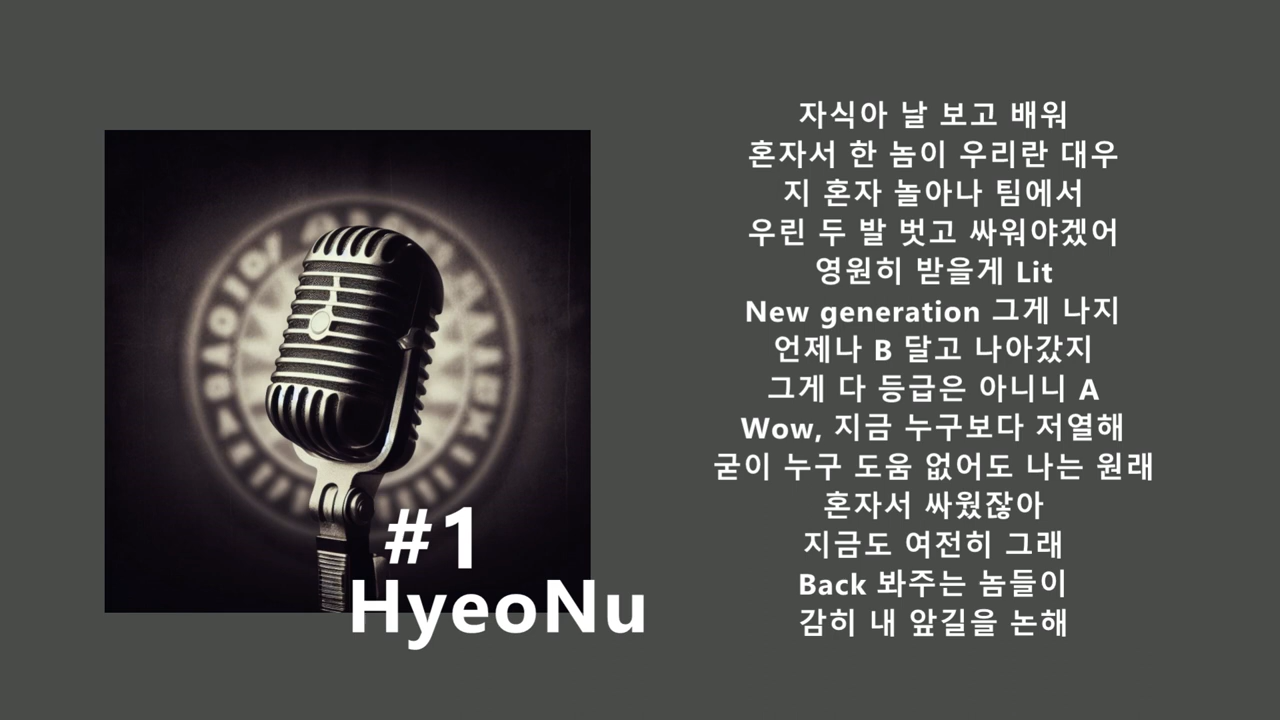 #1
HyeoNu
자식아 날 보고 배워
혼자서 한 놈이 우리란 대우
지 혼자 놀아나 팀에서
우린 두 발 벗고 싸워야겠어
영원히 받을게 Lit
New generation 그게 나지
언제나 B 달고 나아갔지
그게 다 등급은 아니니 A
Wow, 지금 누구보다 저열해
굳이 누구 도움 없어도 나는 원래
혼자서 싸웠잖아
지금도 여전히 그래
Back 봐주는 놈들이
감히 내 앞길을 논해